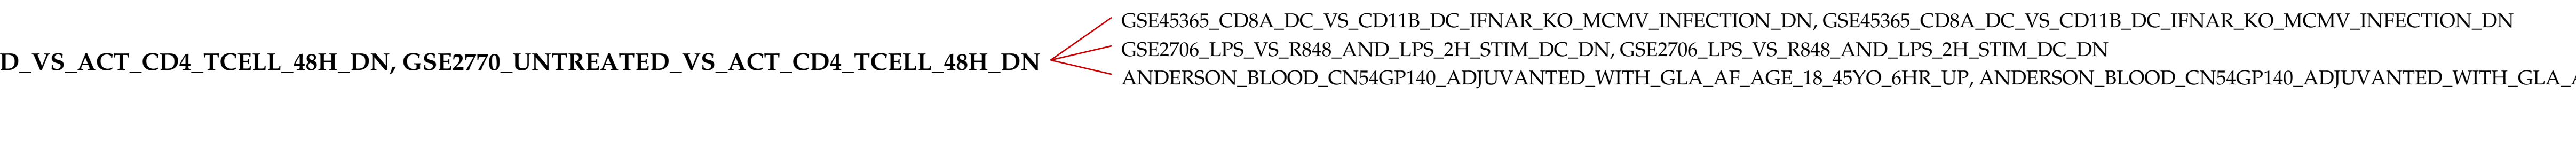 GSE45365_CD8A_DC_VS_CD11B_DC_IFNAR_KO_MCMV_INFECTION_DN, GSE45365_CD8A_DC_VS_CD11B_DC_IFNAR_KO_MCMV_INFECTION_DN
GSE2706_LPS_VS_R848_AND_LPS_2H_STIM_DC_DN, GSE2706_LPS_VS_R848_AND_LPS_2H_STIM_DC_DN
D_VS_ACT_CD4_TCELL_48H_DN, GSE2770_UNTREATED_VS_ACT_CD4_TCELL_48H_DN
ANDERSON_BLOOD_CN54GP140_ADJUVANTED_WITH_GLA_AF_AGE_18_45YO_6HR_UP, ANDERSON_BLOOD_CN54GP140_ADJUVANTED_WITH_GLA_